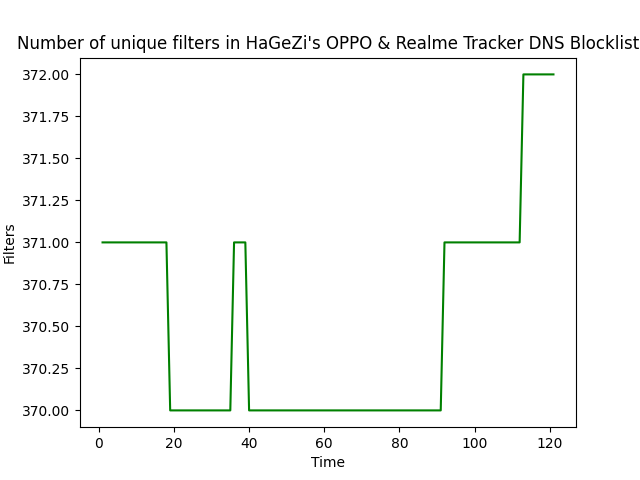 Number of unique filters in HaGeZi's OPPO & Realme Tracker DNS Blocklist
372.00
371.75
371.50
371.25
371.00
370.75
370.50
370.25
370.00
Filters
0 20 40 60 80 100 120
Time